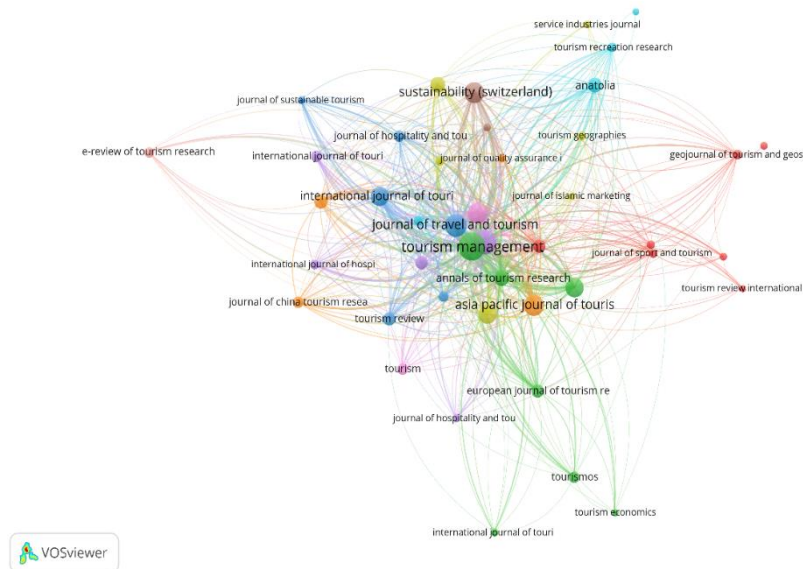 service industries journal
tourism recreation research
sustainability (switzerland)
anatolia
journal of sustainable tourism
journal of hospitality and tou
tourism geographies
e-review of tourism research
international journal of touri
journal of quality assurance i
geojournal of tourism and geos
international journal of touri
journal of islamic marketing
journal of travel and tourism
tourism management
journal of sport and tourism
international journal of hospi
annals of tourism research
tourism review international
journal of china tourism resea
asia pacific journal of touris
tourism review
tourism
european journal of tourism re
journal of hospitality and tou
tourismos
tourism economics
international journal of touri
VOSviewer